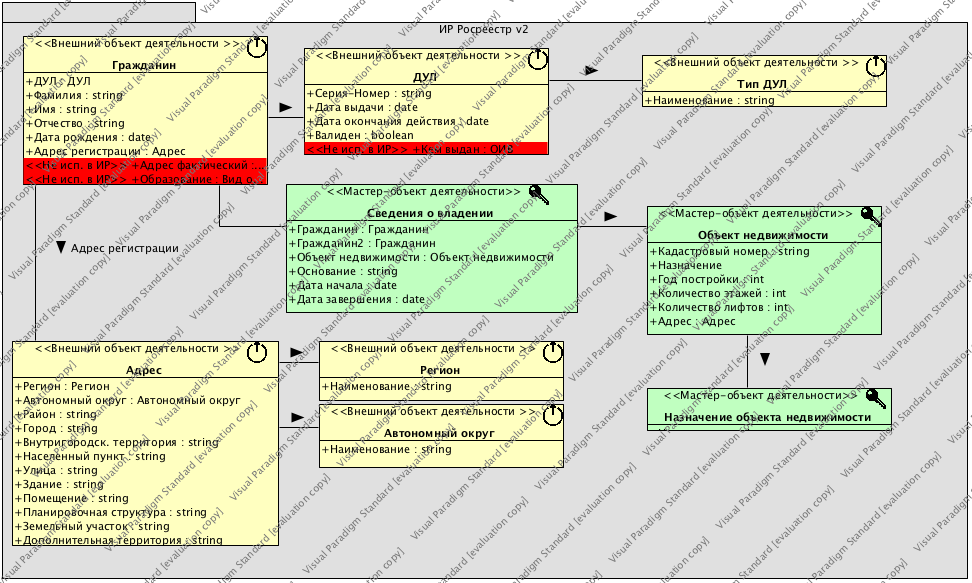 ИР Росреестр v2
<<Внешний объект деятельности >>
Гражданин
+ДУЛ : ДУЛ
+Фамилия : string
+Имя : string
+Отчество : string
+Дата рождения : date
+Адрес регистрации : Адрес
<<Не исп. в ИР>> +Адрес фактический :...
<<Не исп. в ИР>> +Образование : Вид о...
<<Внешний объект деятельности >>
ДУЛ
+Серия-Номер : string
+Дата выдачи : date
+Дата окончания действия : date
+Валиден : boolean
<<Не исп. в ИР>> +Кем выдан : ОИВ
<<Внешний объект деятельности >>
Тип ДУЛ
+Наименование : string
<<Мастер-объект деятельности>>
Сведения о владении
+Гражданин : Гражданин
+Гражданин2 : Гражданин
+Объект недвижимости : Объект недвижимости
+Основание : string
+Дата начала : date
+Дата завершения : date
<<Мастер-объект деятельности>>
Объект недвижимости
+Кадастровый номер : string
+Назначение
+Год постройки : int
+Количество этажей : int
+Количество лифтов : int
+Адрес : Адрес
Адрес регистрации
<<Внешний объект деятельности >>
Адрес
+Регион : Регион
+Автономный округ : Автономный округ
+Район : string
+Город : string
+Внутригородск. территория : string
+Населённый пункт : string
+Улица : string
+Здание : string
+Помещение : string
+Планировочная структура : string
+Земельный участок : string
+Дополнительная территория : string
<<Внешний объект деятельности >>
Регион
+Наименование : string
<<Внешний объект деятельности >>
Автономный округ
+Наименование : string
<<Мастер-объект деятельности>>
Назначение объекта недвижимости
Visual Paradigm Standard [evaluation copy]